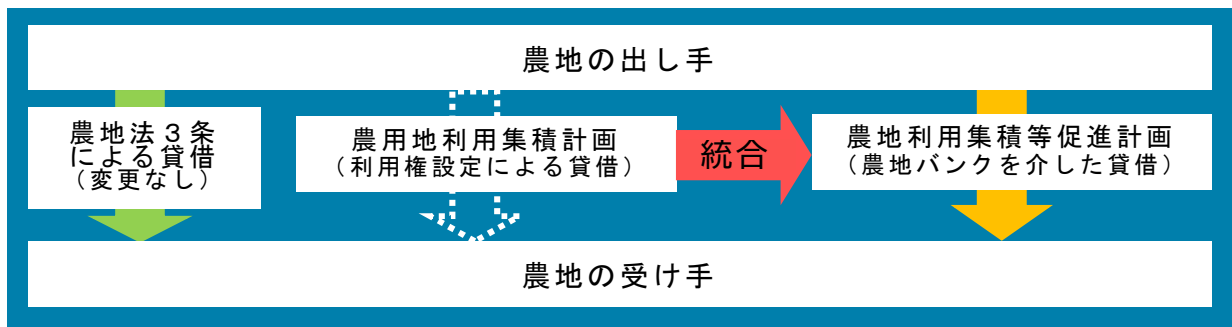 農地の出し手
農地法３条
による貸借
（変更なし）
農用地利用集積計画
（利用権設定による貸借）
統合
農地利用集積等促進計画
（農地バンクを介した貸借）
農地の受け手